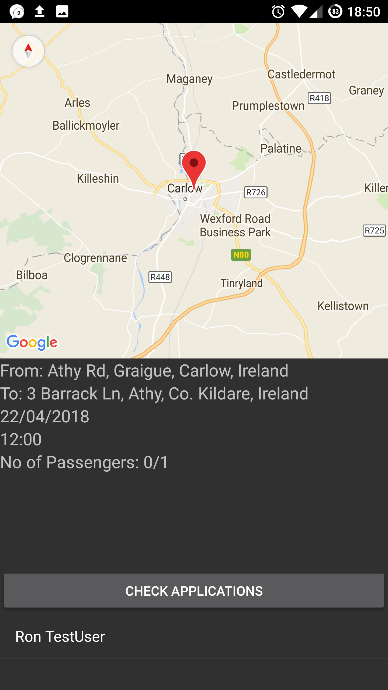 18:50
Maganey
Castledermot
R418
Graney
Arles
Prumplestown
Ballickmoyler
Palatine
Killeshin
Carlow
R726
Killer
Wexford Road
Business Park
R725
Clogrennane
N80
Bilboa
R448
Tinryland
Kellistown
Google
From: Athy Rd, Graigue, Carlow, Ireland
To: 3 Barrack Ln, Athy, Co. Kildare, Ireland
22/04/2018
12:00
No of Passengers: 0/1
CHECK APPLICATIONS
Ron TestUser